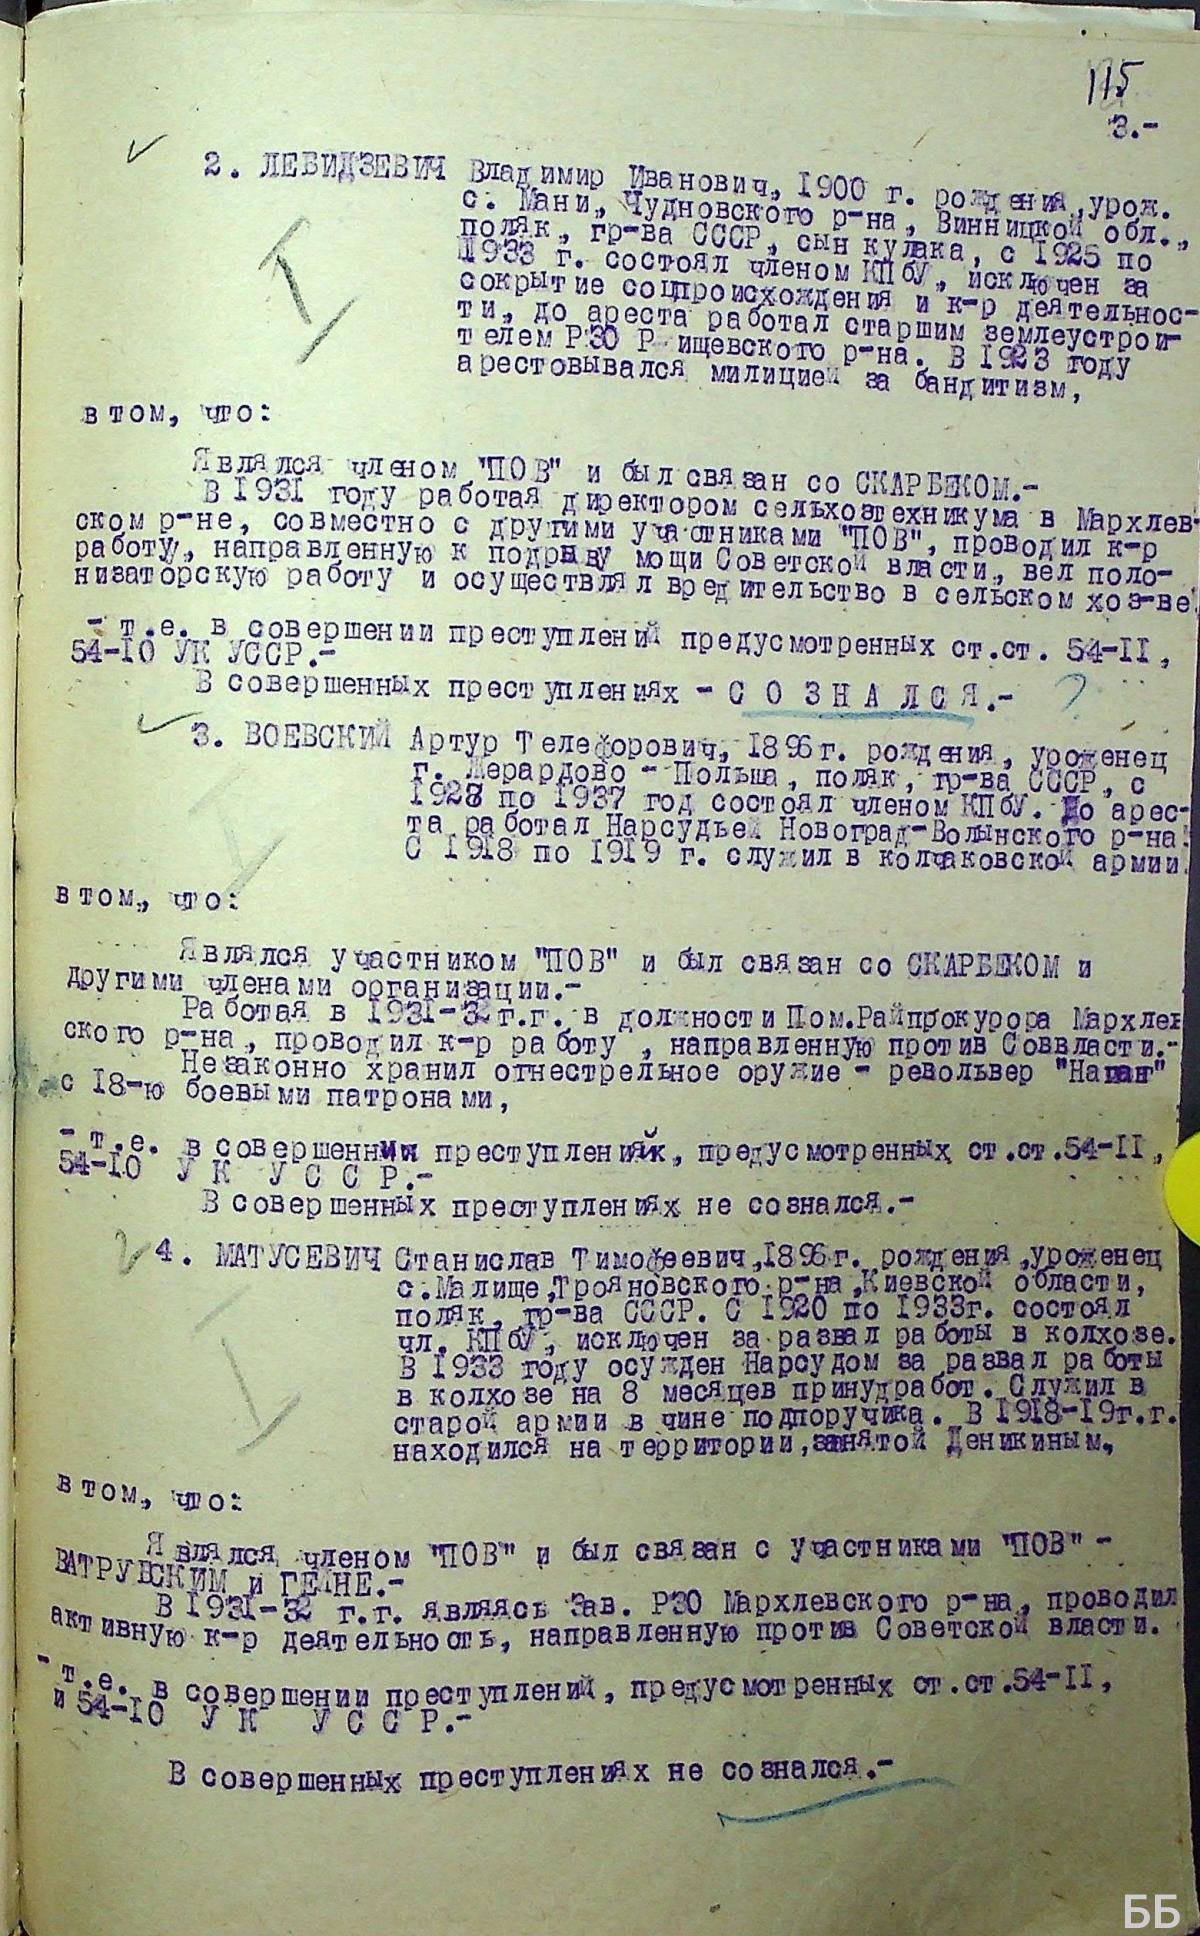 115
3.-
2. ЛЕБИДЗЕВИЧ Владимир Иванович, 1900 г. рождения, урож.
с. Мани, Чудновского р-на, Винницкой обл.,
поляк, гр-ва СССР, сын кулака, с 1925 по
1933 г. состоял членом КПбУ, исключен за
сокрытие соцпроисхождения и к-р деятельнос-
ти, до ареста работал старшим землеустрои-
телем РЗО Р ищевского р-на. В 1923 году
арестовывался милицией за бандитизм,
в том, что:
Являлся членом "ПОВ" и был связан со СКАРБЕКОМ.-
В 1931 году работая директором сельхозтехникума в Мархлев-
ском р-не, совместно с другими участниками "ПОВ", проводил к-р
работу, направленную к подрыву мощи Советской власти, вел поло-
низаторскую работу и осуществлял вредительство в сельском хоз-ве
- т.е. в совершении преступлений предусмотренных ст.ст. 54-II,
54-10 УК УССР.-
В совершенных преступлениях - С О З Н А Л С Я.- ?
3. ВОЕВСКИЙ Артур Телефорович, 1896 г. рождения, уроженец
г. Жерардово - Польша, поляк, гр-ва СССР, с
1928 по 1937 год состоял членом КПбУ. До арес-
та работал Нарсудьей Новоград-Волынского р-на.
С 1918 по 1919 г. служил в колчаковской армии.
в том, что:
Являлся участником "ПОВ" и был связан со СКАРБЕКОМ и
другими членами организации.-
Работая в 1931-32 г.г. в должности Пом.Райпрокурора Мархлев
ского р-на, проводил к-р работу, направленную против Соввласти.-
Незаконно хранил огнестрельное оружие - револьвер "Наган"
с 18-ю боевыми патронами,
- т.е. в совершении преступлений, предусмотренных ст.ст.54-II,
54-10 У К У С С Р.-
В совершенных преступлениях не сознался.-
4. МАТУСЕВИЧ Станислав Тимофеевич, 1896 г. рождения, уроженец
с.Малище, Трояновского р-на, Киевской области,
поляк, гр-ва СССР. С 1920 по 1933г. состоял
чл. КПбУ, исключен за развал работы в колхозе.
В 1933 году осужден Нарсудом за развал работы
в колхозе на 8 месяцев принудработ. Служил в
старой армии в чине подпоручика. В 1918-19г.г.
находился на территории, занятой Деникиным,
в том, что:
Являлся членом "ПОВ" и был связан с участниками "ПОВ" -
ВАТРУВСКИМ и ГЕЙНЕ.-
В 1931-32 г.г. являясь Зав. РЗО Мархлевского р-на, проводил
активную к-р деятельность, направленную против Советской власти.
- т.е. в совершении преступлений, предусмотренных ст.ст.54-II,
и 54-10 У К У С С Р.-
В совершенных преступлениях не сознался.-
ББ